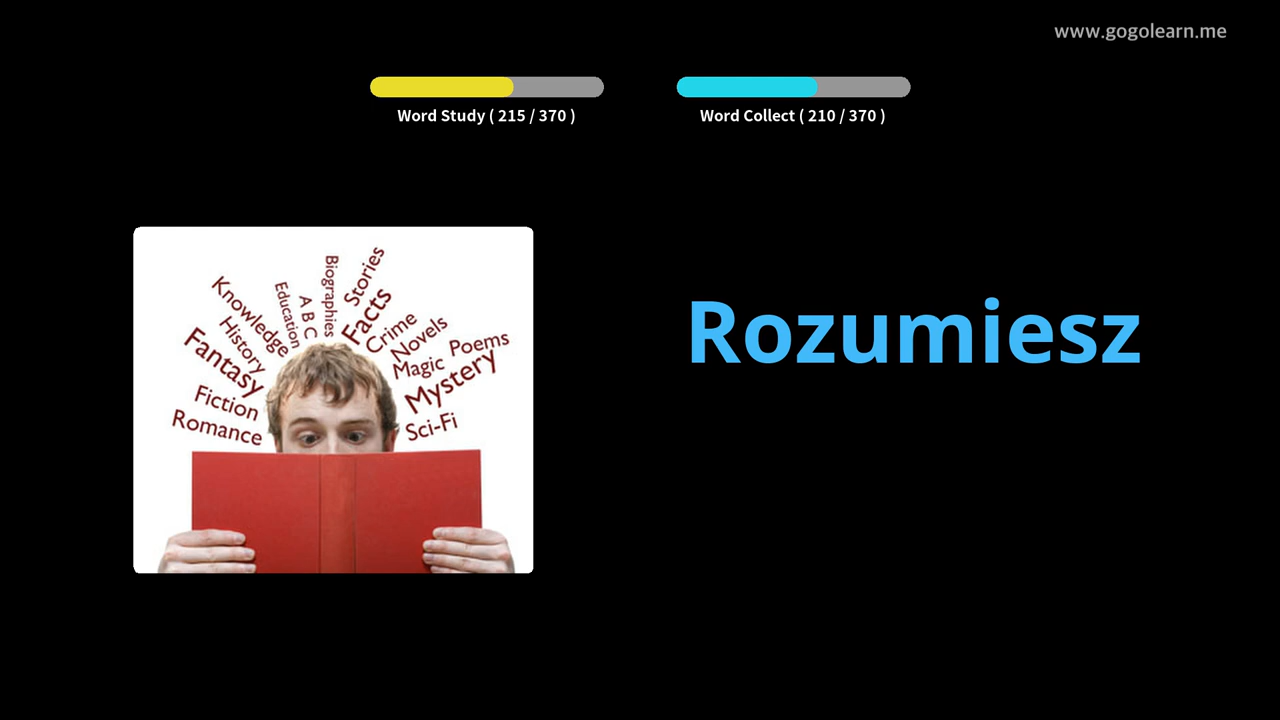 www.gogolearn.me
Word Study ( 215 / 370 )
Word Collect ( 210 / 370 )
Rozumiesz
Romance
Fiction
Fantasy
History
Knowledge
Education
A B C
Biographies
Stories
Facts
Crime
Novels
Magic
Poems
Mystery
Sci-Fi